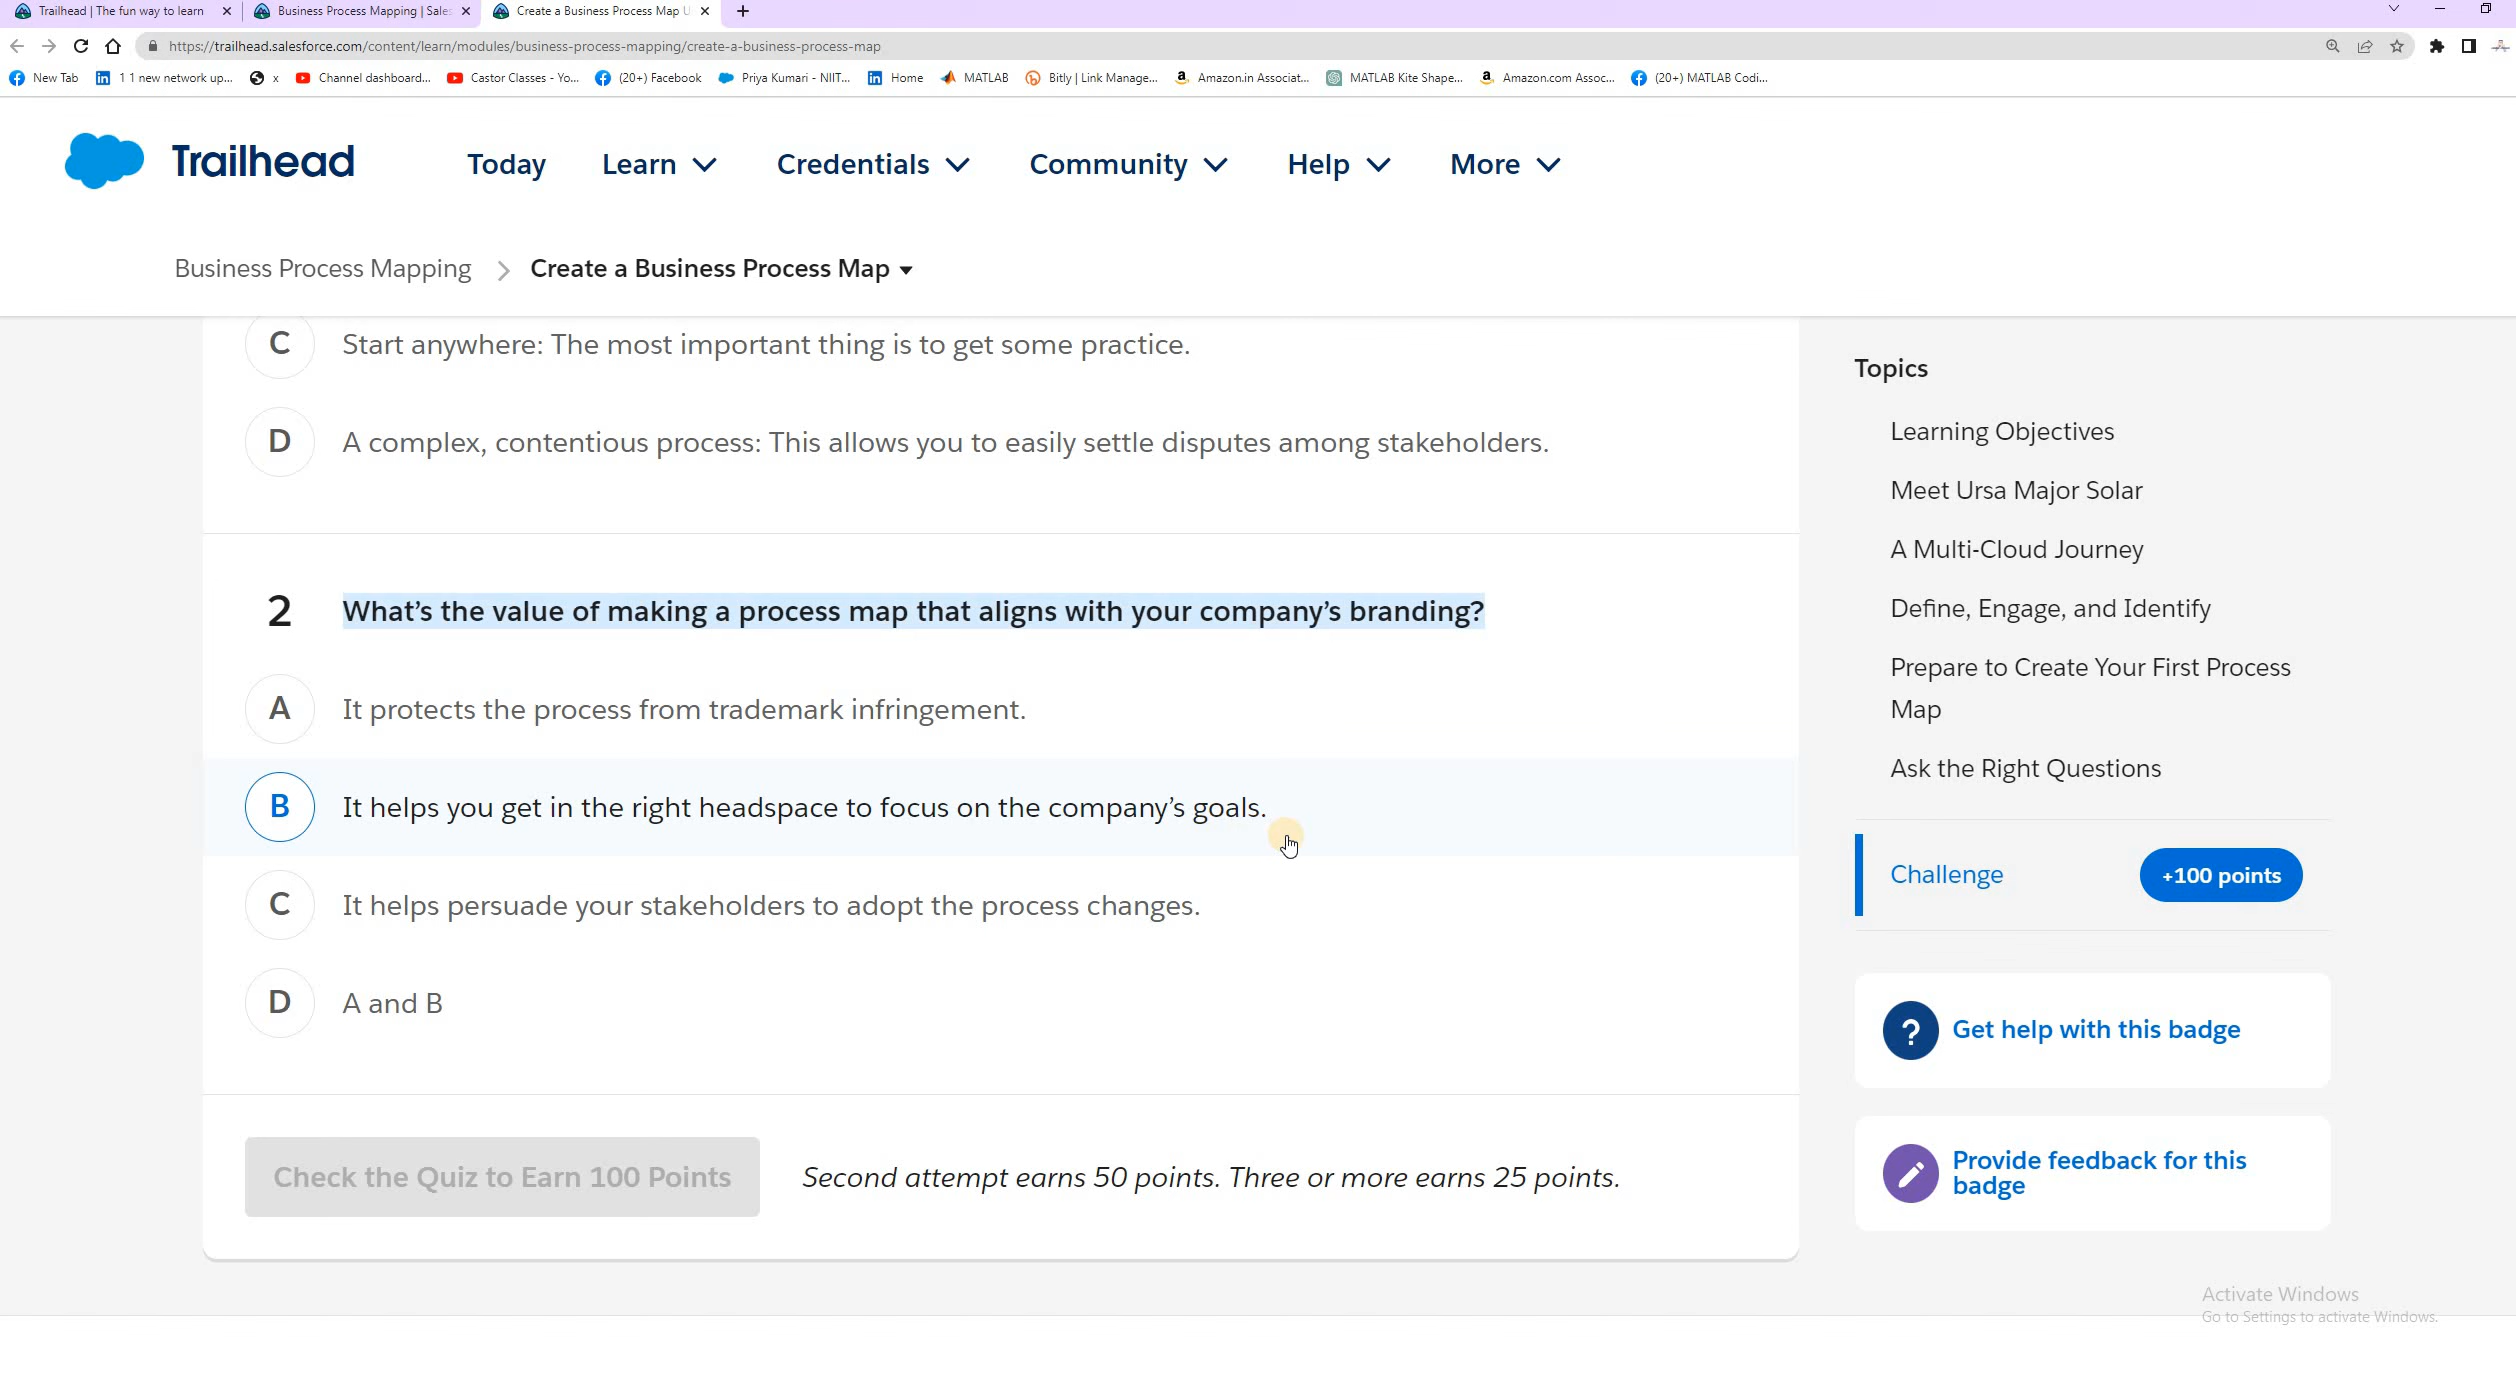 Trailhead | The fun way to learn
Business Process Mapping | Sales
Create a Business Process Map U
https://trailhead.salesforce.com/content/learn/modules/business-process-mapping/create-a-business-process-map
New Tab
1 1 new network up...
x
Channel dashboard...
Castor Classes - Yo...
(20+) Facebook
Priya Kumari - NIIT...
Home
MATLAB
Bitly | Link Manage...
Amazon.in Associat...
MATLAB Kite Shape...
Amazon.com Assoc...
(20+) MATLAB Codi...
Trailhead
Today
Learn
Credentials
Community
Help
More
Business Process Mapping
Create a Business Process Map
C Start anywhere: The most important thing is to get some practice.
D A complex, contentious process: This allows you to easily settle disputes among stakeholders.
2 What’s the value of making a process map that aligns with your company’s branding?
A It protects the process from trademark infringement.
B It helps you get in the right headspace to focus on the company’s goals.
C It helps persuade your stakeholders to adopt the process changes.
D A and B
Check the Quiz to Earn 100 Points
Second attempt earns 50 points. Three or more earns 25 points.
Topics
Learning Objectives
Meet Ursa Major Solar
A Multi-Cloud Journey
Define, Engage, and Identify
Prepare to Create Your First Process
Map
Ask the Right Questions
Challenge
+100 points
? Get help with this badge
Provide feedback for this
badge
Activate Windows
Go to Settings to activate Windows.